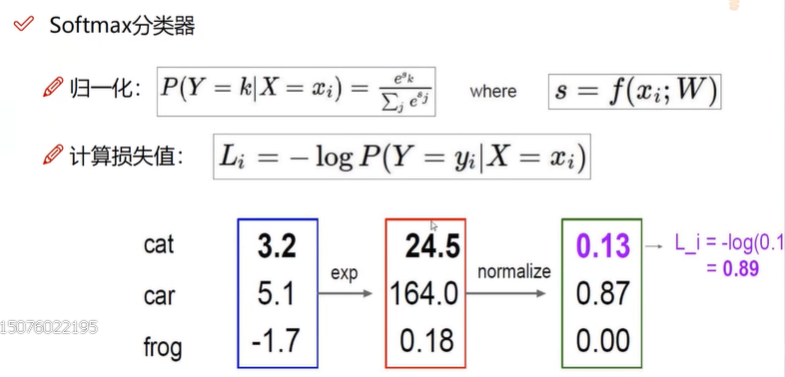 Softmax分类器
归一化: P(Y = k|X = x_i) = e^{s_k} / ∑_j e^{s_j} where s = f(x_i; W)
计算损失值: L_i = − log P(Y = y_i|X = x_i)
cat 3.2 24.5 0.13 → L_i = -log(0.1
exp normalize = 0.89
car 5.1 164.0 0.87
15076022195
frog -1.7 0.18 0.00